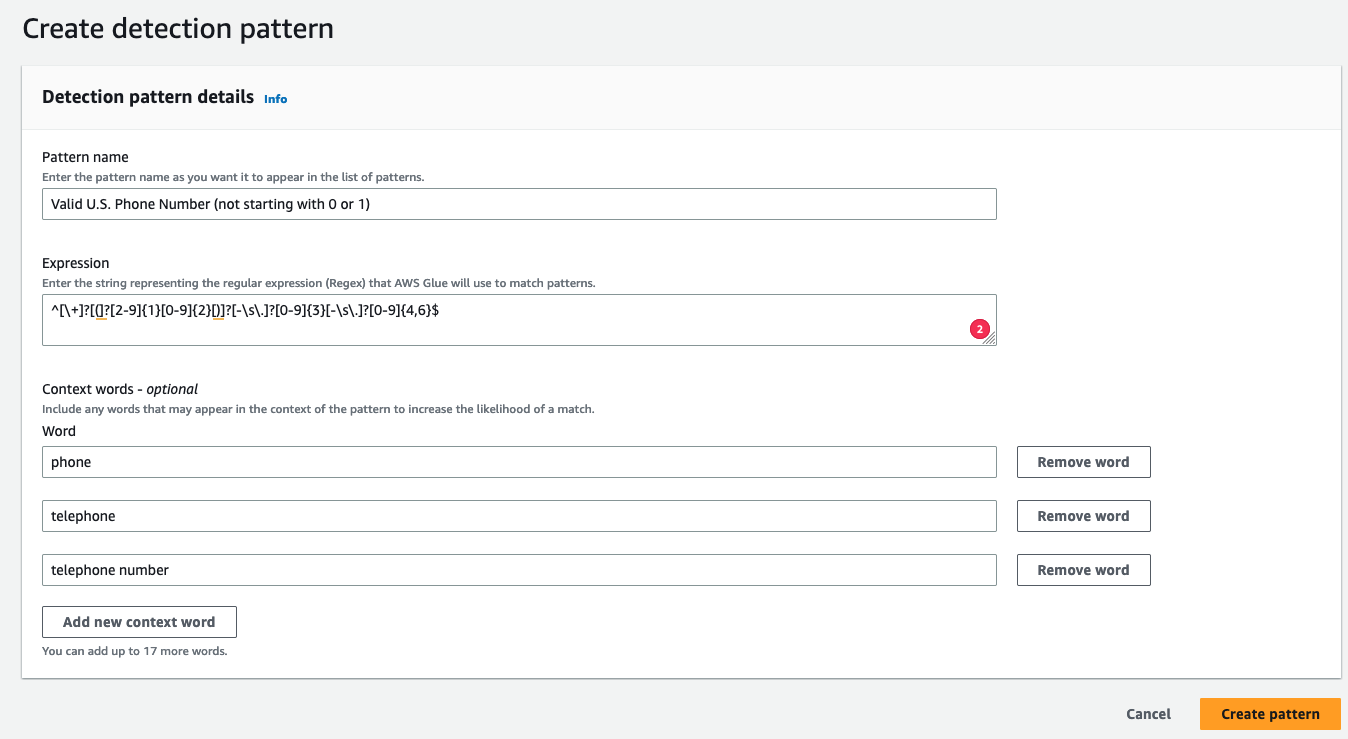 Create detection pattern
Detection pattern details Info
Pattern name
Enter the pattern name as you want it to appear in the list of patterns.
Valid U.S. Phone Number (not starting with 0 or 1)
Expression
Enter the string representing the regular expression (Regex) that AWS Glue will use to match patterns.
^[\+]?[(]?[2-9]{1}[0-9]{2}[)]?[-\s\.]?[0-9]{3}[-\s\.]?[0-9]{4,6}$
2
Context words - optional
Include any words that may appear in the context of the pattern to increase the likelihood of a match.
Word
phone Remove word
telephone Remove word
telephone number Remove word
Add new context word
You can add up to 17 more words.
Cancel Create pattern